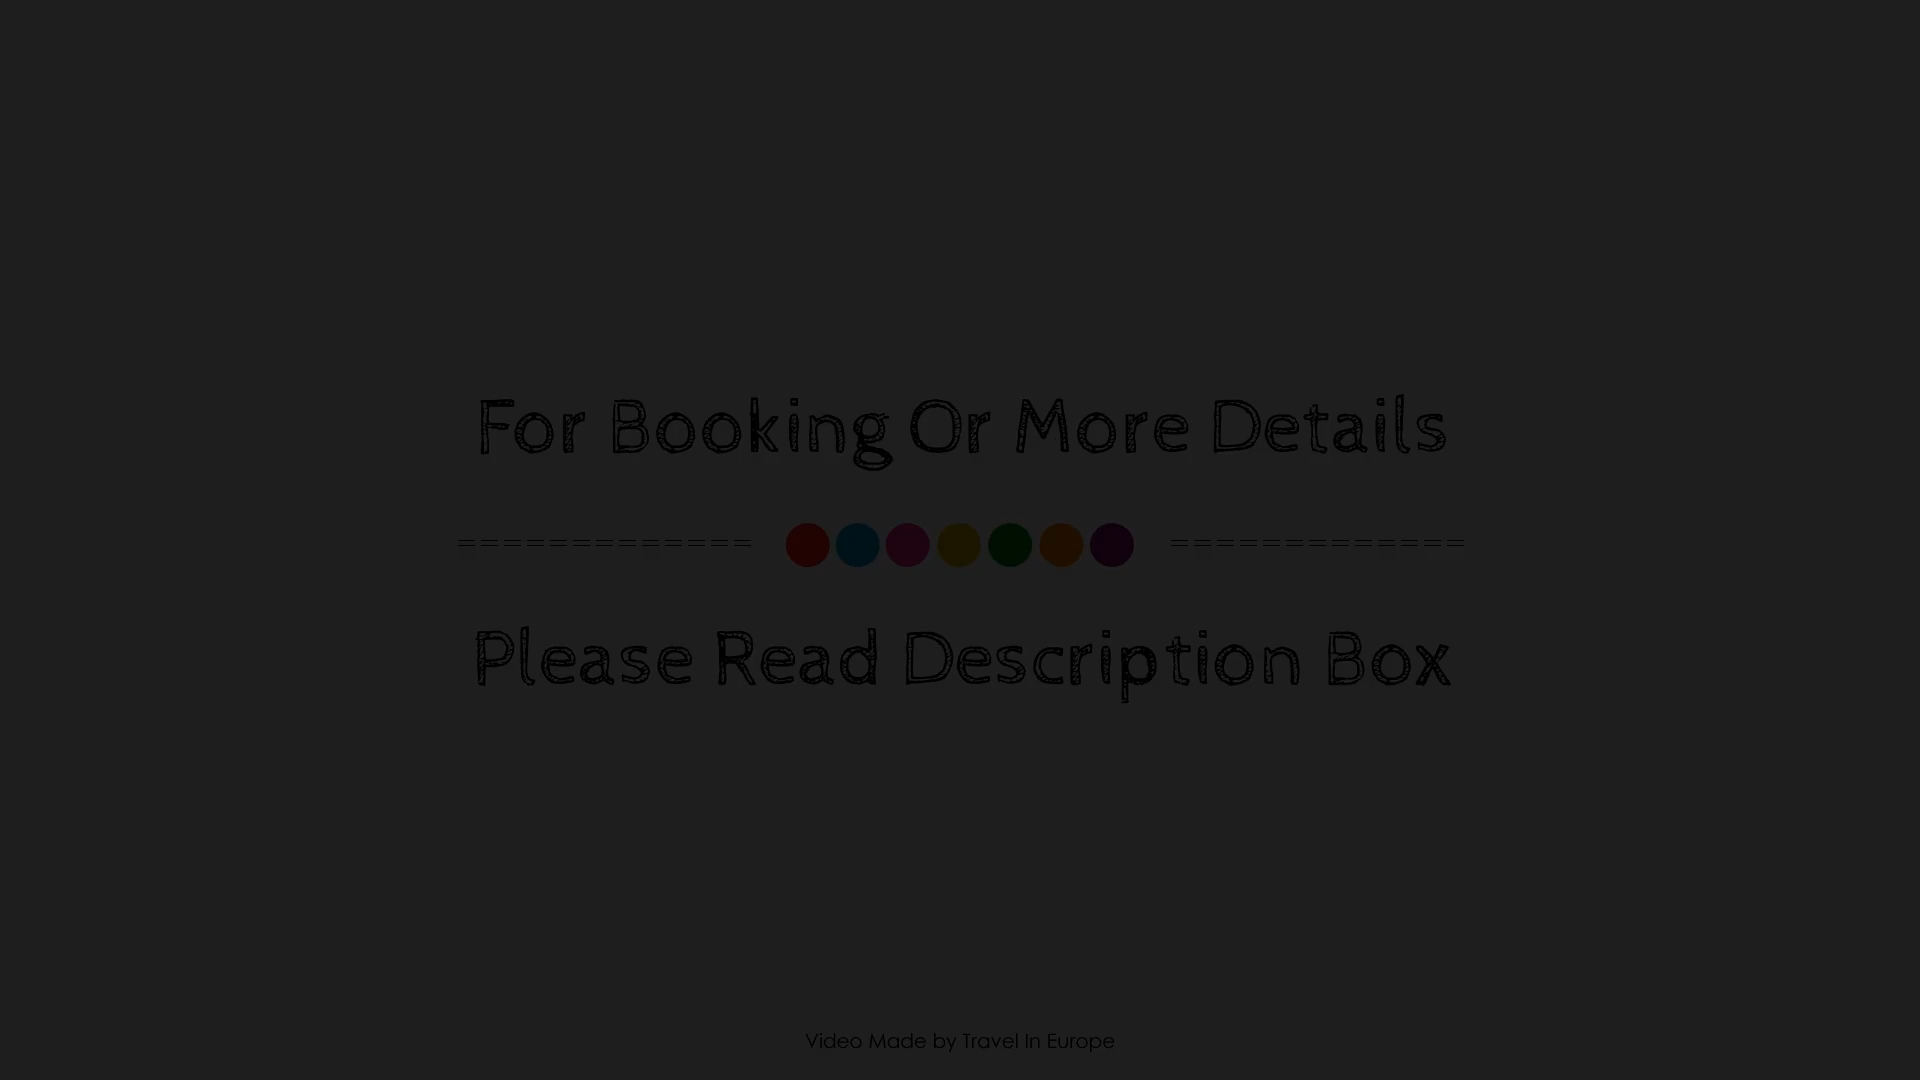 For Booking Or More Details
============= =============
Please Read Description Box
Video Made by Travel In Europe